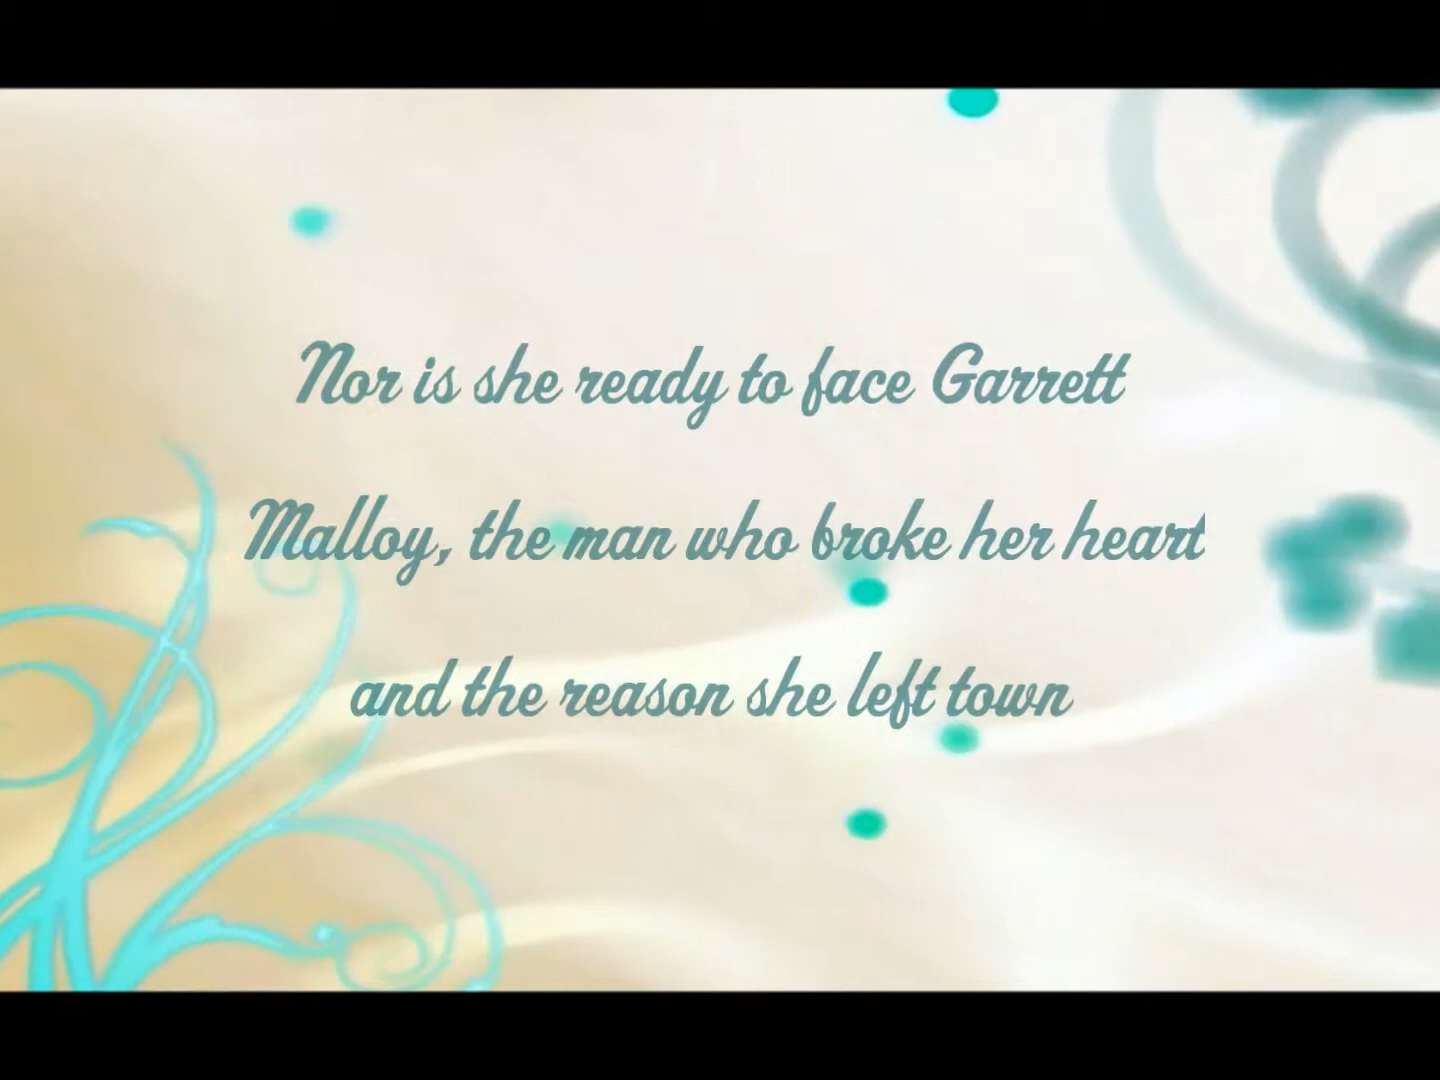 Nor is she ready to face Garrett
Malloy, the man who broke her heart
and the reason she left town